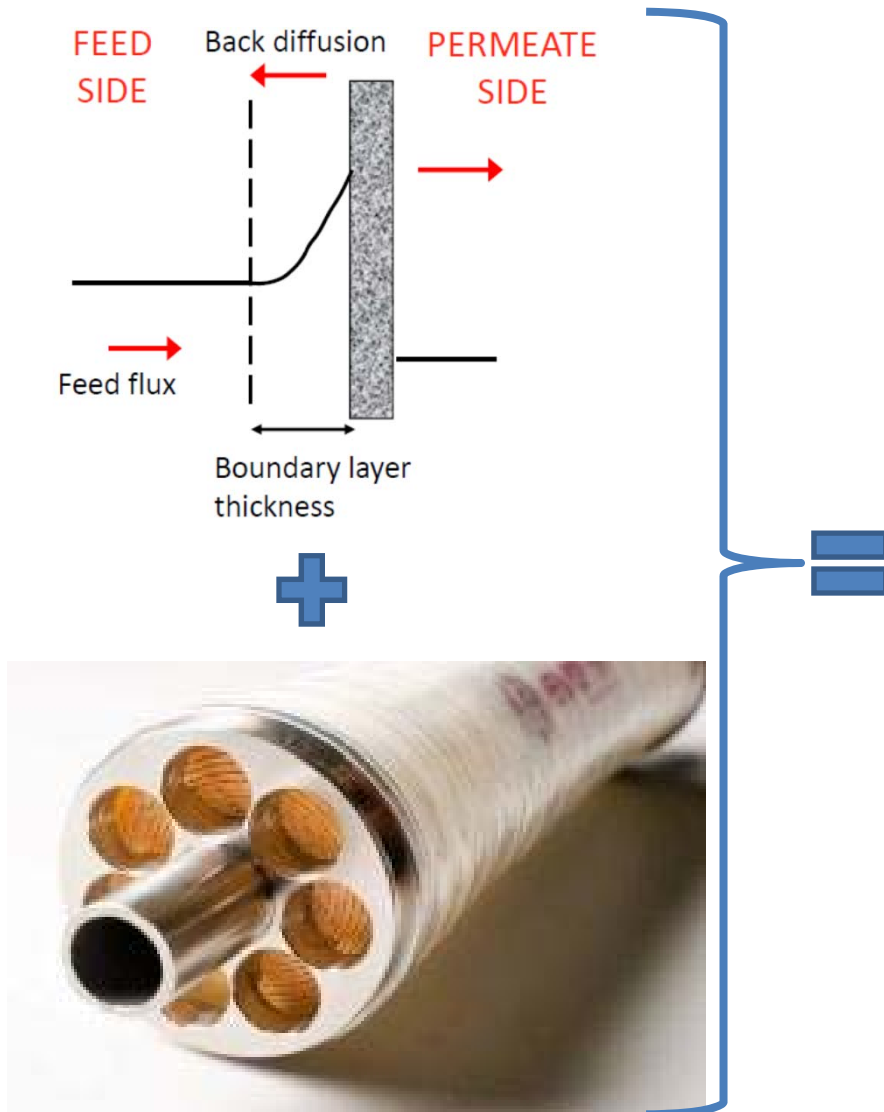 FEED
SIDE
Back diffusion
PERMEATE
SIDE
Feed flux
Boundary layer
thickness